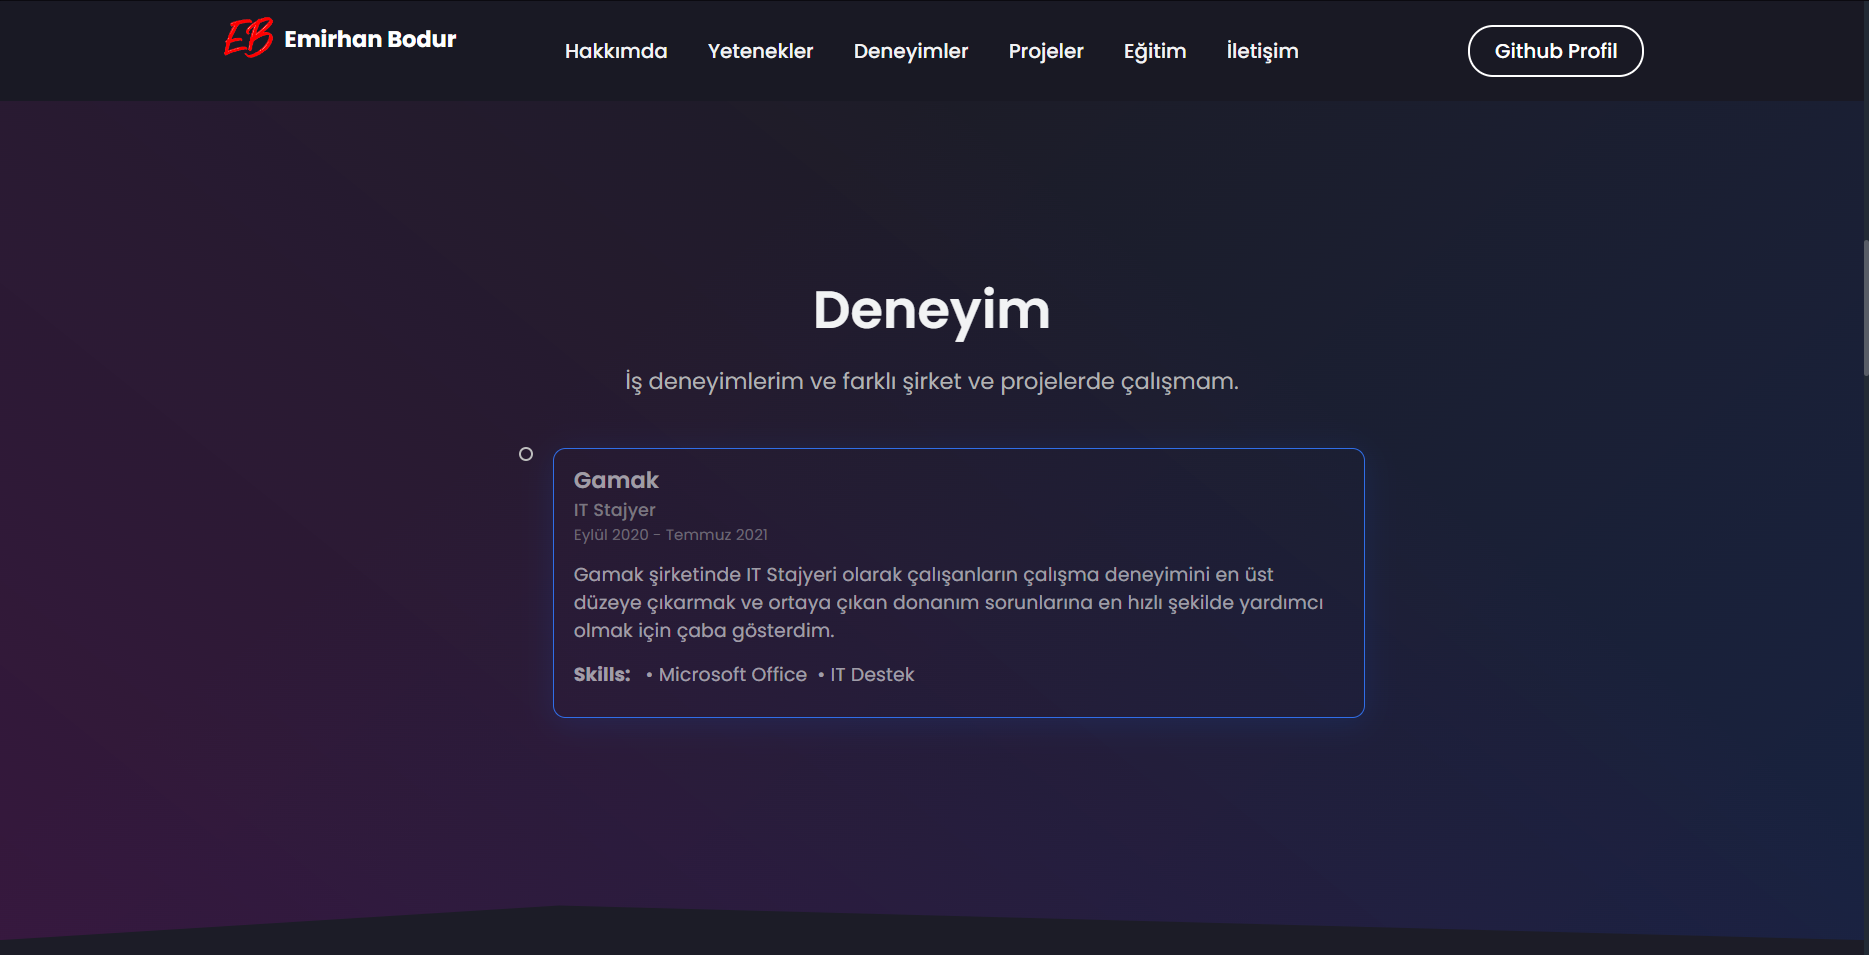 EB Emirhan Bodur
Hakkımda Yetenekler Deneyimler Projeler Eğitim İletişim
Github Profil
Deneyim
İş deneyimlerim ve farklı şirket ve projelerde çalışmam.
Gamak
IT Stajyer
Eylül 2020 - Temmuz 2021
Gamak şirketinde IT Stajyeri olarak çalışanların çalışma deneyimini en üst
düzeye çıkarmak ve ortaya çıkan donanım sorunlarına en hızlı şekilde yardımcı
olmak için çaba gösterdim.
Skills: • Microsoft Office • IT Destek